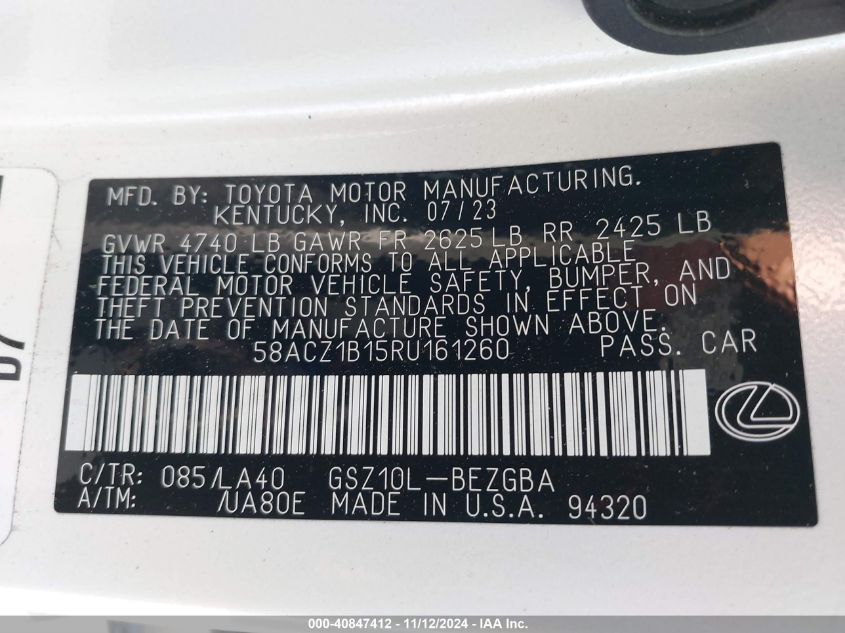 MFD. BY: TOYOTA MOTOR MANUFACTURING.
KENTUCKY, INC. 07/23
GVWR 4740 LB GAWR FR 2625 LB RR 2425 LB
THIS VEHICLE CONFORMS TO ALL APPLICABLE
FEDERAL MOTOR VEHICLE SAFETY, BUMPER, AND
THEFT PREVENTION STANDARDS IN EFFECT ON
THE DATE OF MANUFACTURE SHOWN ABOVE.
58ACZ1B15RU161260 PASS. CAR
C/TR: 085/LA40 GSZ10L-BEZGBA
A/TM: /UA80E MADE IN U.S.A. 94320
000-40847412 - 11/12/2024 - IAA Inc.